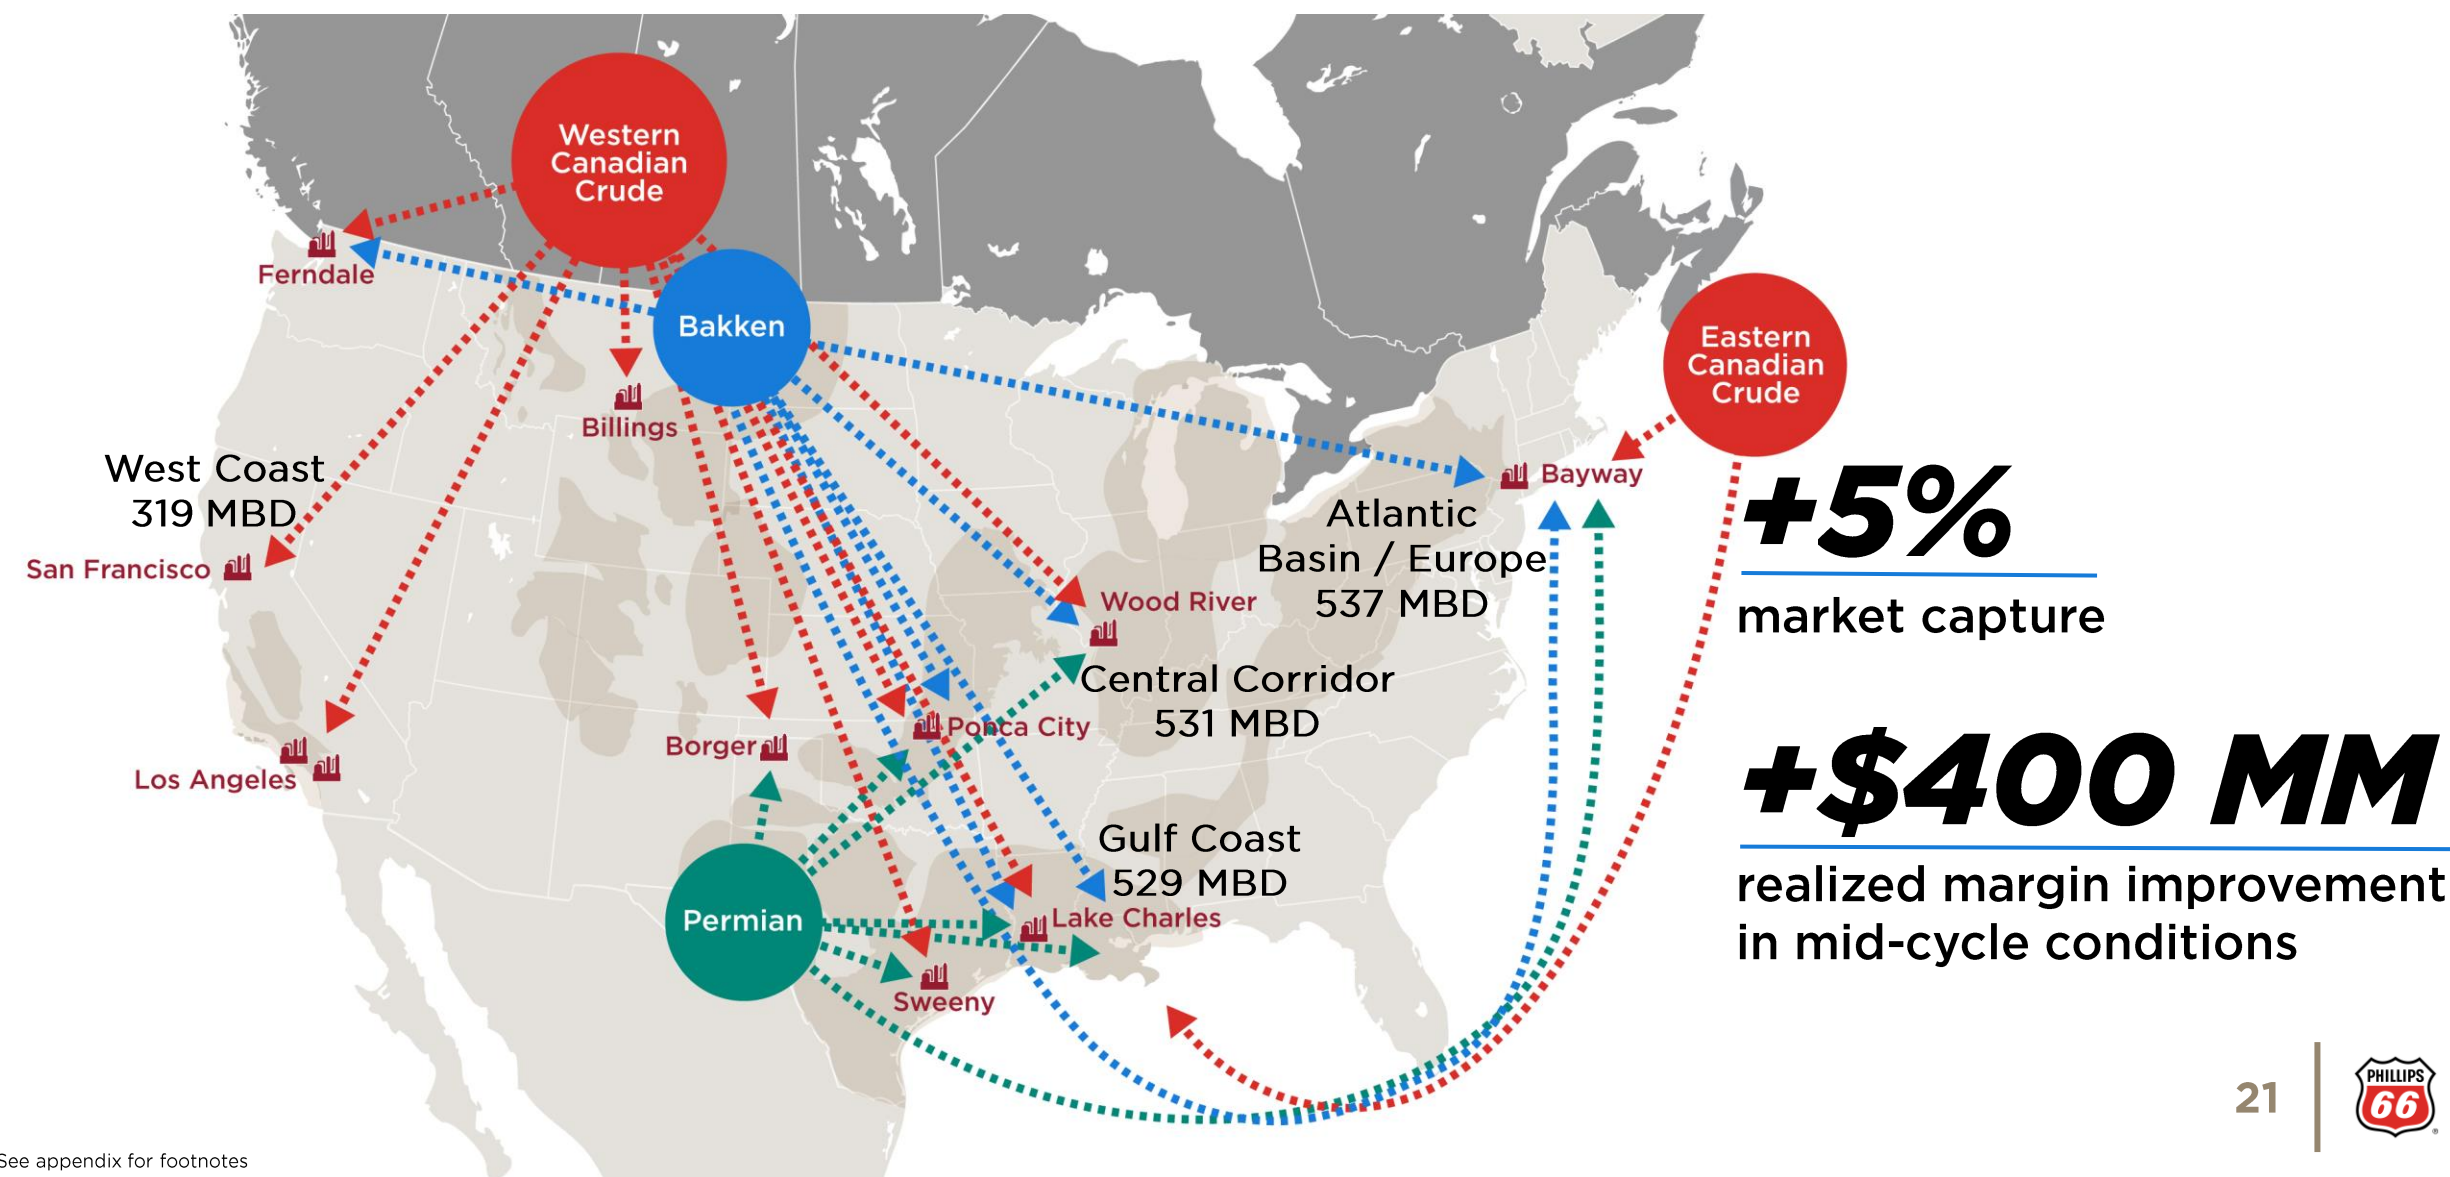 Western
Canadian
Crude
Bakken
Ferndale
Billings
Eastern
Canadian
Crude
West Coast
319 MBD
San Francisco
Los Angeles
Bayway
Atlantic
Basin / Europe
537 MBD
Wood River
Central Corridor
531 MBD
Ponca City
Borger
Gulf Coast
529 MBD
Permian
Lake Charles
Sweeny
+5%
market capture
+$400 MM
realized margin improvement
in mid-cycle conditions
21
PHILLIPS
66
®
See appendix for footnotes